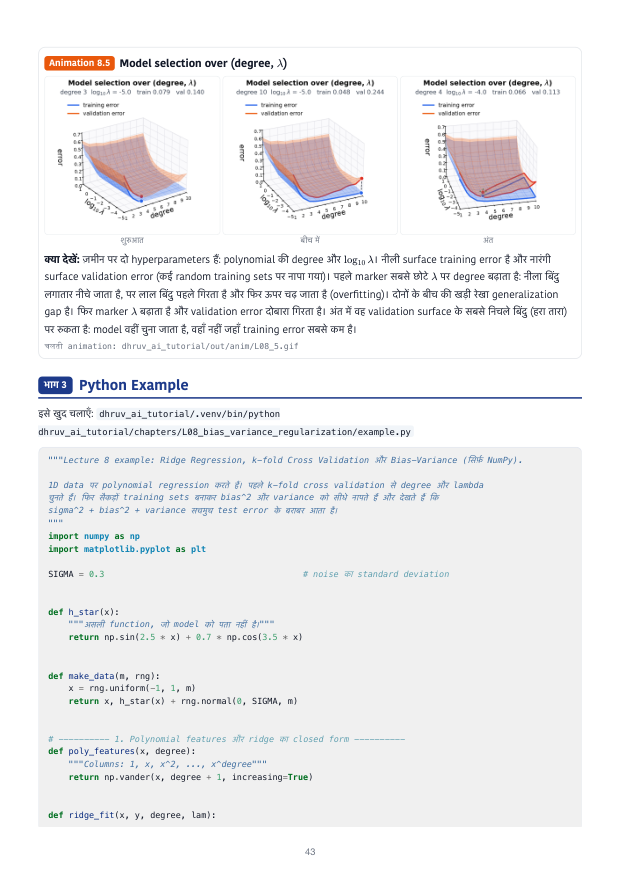 Animation 8.5 Model selection over (degree, λ)
Model selection over (degree, λ)
degree 3 log₁₀ λ = -5.0 train 0.079 val 0.140
training error
validation error
error
log₁₀ λ
degree
Model selection over (degree, λ)
degree 10 log₁₀ λ = -5.0 train 0.048 val 0.244
training error
validation error
error
log₁₀ λ
degree
Model selection over (degree, λ)
degree 4 log₁₀ λ = -4.0 train 0.066 val 0.113
training error
validation error
error
log₁₀ λ
degree
शुरुआत
बीच में
अंत
क्या देखें: जमीन पर दो hyperparameters हैं: polynomial की degree और log₁₀ λ। नीली surface training error है और नारंगी
surface validation error (कई random training sets पर नापा गया)। पहले marker सबसे छोटे λ पर degree बढ़ाता है: नीला बिंदु
लगातार नीचे जाता है, पर लाल बिंदु पहले गिरता है और फिर ऊपर चढ़ जाता है (overfitting)। दोनों के बीच की खड़ी रेखा generalization
gap है। फिर marker λ बढ़ाता है और validation error दोबारा गिरता है। अंत में वह validation surface के सबसे निचले बिंदु (हरा तारा)
पर रुकता है: model वहीं चुना जाता है, वहाँ नहीं जहाँ training error सबसे कम है।
चलती animation: dhruv_ai_tutorial/out/anim/L08_5.gif
भाग 3 Python Example
इसे खुद चलाएँ: dhruv_ai_tutorial/.venv/bin/python
dhruv_ai_tutorial/chapters/L08_bias_variance_regularization/example.py
"""Lecture 8 example: Ridge Regression, k-fold Cross Validation और Bias-Variance (सिर्फ NumPy).
1D data पर polynomial regression करते हैं। पहले k-fold cross validation से degree और lambda
चुनते हैं। फिर सैकड़ों training sets बनाकर bias^2 और variance को सीधे नापते हैं और देखते हैं कि
sigma^2 + bias^2 + variance सचमुच test error के बराबर आता है।
"""
import numpy as np
import matplotlib.pyplot as plt
SIGMA = 0.3 # noise का standard deviation
def h_star(x):
"""असली function, जो model को पता नहीं है।"""
return np.sin(2.5 * x) + 0.7 * np.cos(3.5 * x)
def make_data(m, rng):
x = rng.uniform(-1, 1, m)
return x, h_star(x) + rng.normal(0, SIGMA, m)
# ---------- 1. Polynomial features और ridge का closed form ----------
def poly_features(x, degree):
"""Columns: 1, x, x^2, ..., x^degree"""
return np.vander(x, degree + 1, increasing=True)
def ridge_fit(x, y, degree, lam):
43